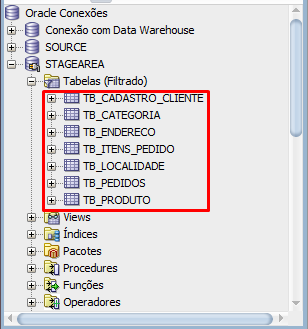 Oracle Conexões
Conexão com Data Warehouse
SOURCE
STAGEAREA
Tabelas (Filtrado)
TB_CADASTRO_CLIENTE
TB_CATEGORIA
TB_ENDERECO
TB_ITENS_PEDIDO
TB_LOCALIDADE
TB_PEDIDOS
TB_PRODUTO
Views
Índices
Pacotes
Procedures
Funções
Operadores